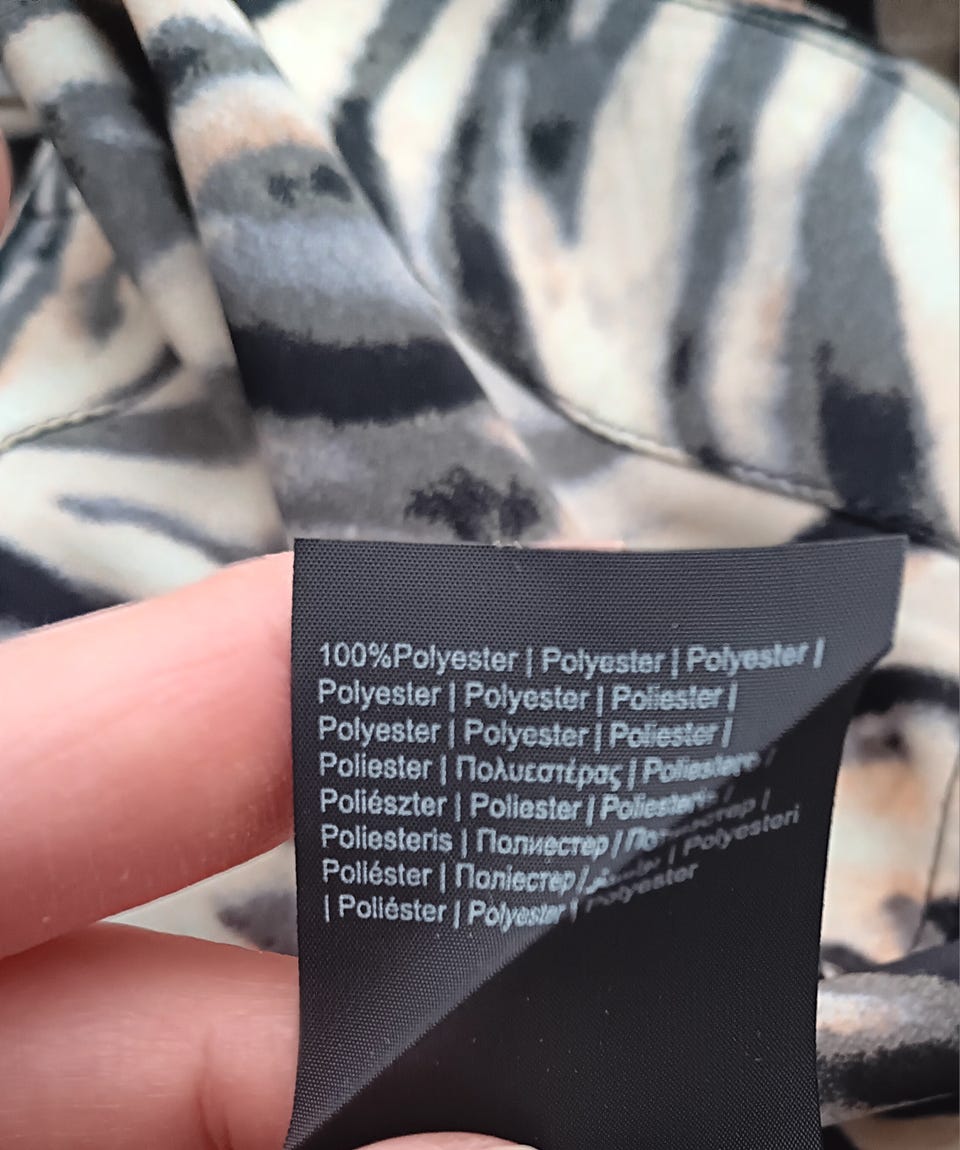 100%Polyester | Polyester | Polyester |
Polyester | Polyester | Poliester |
Polyester | Polyester | Poliester |
Poliester | Πολυεστέρας | Poliestere /
Poliészter | Poliester | Poliesteris /
Poliesteris | Полиестер /
Poliéster | Поліестер / | Polyesteri
| Poliéster | Polyester | Polyester